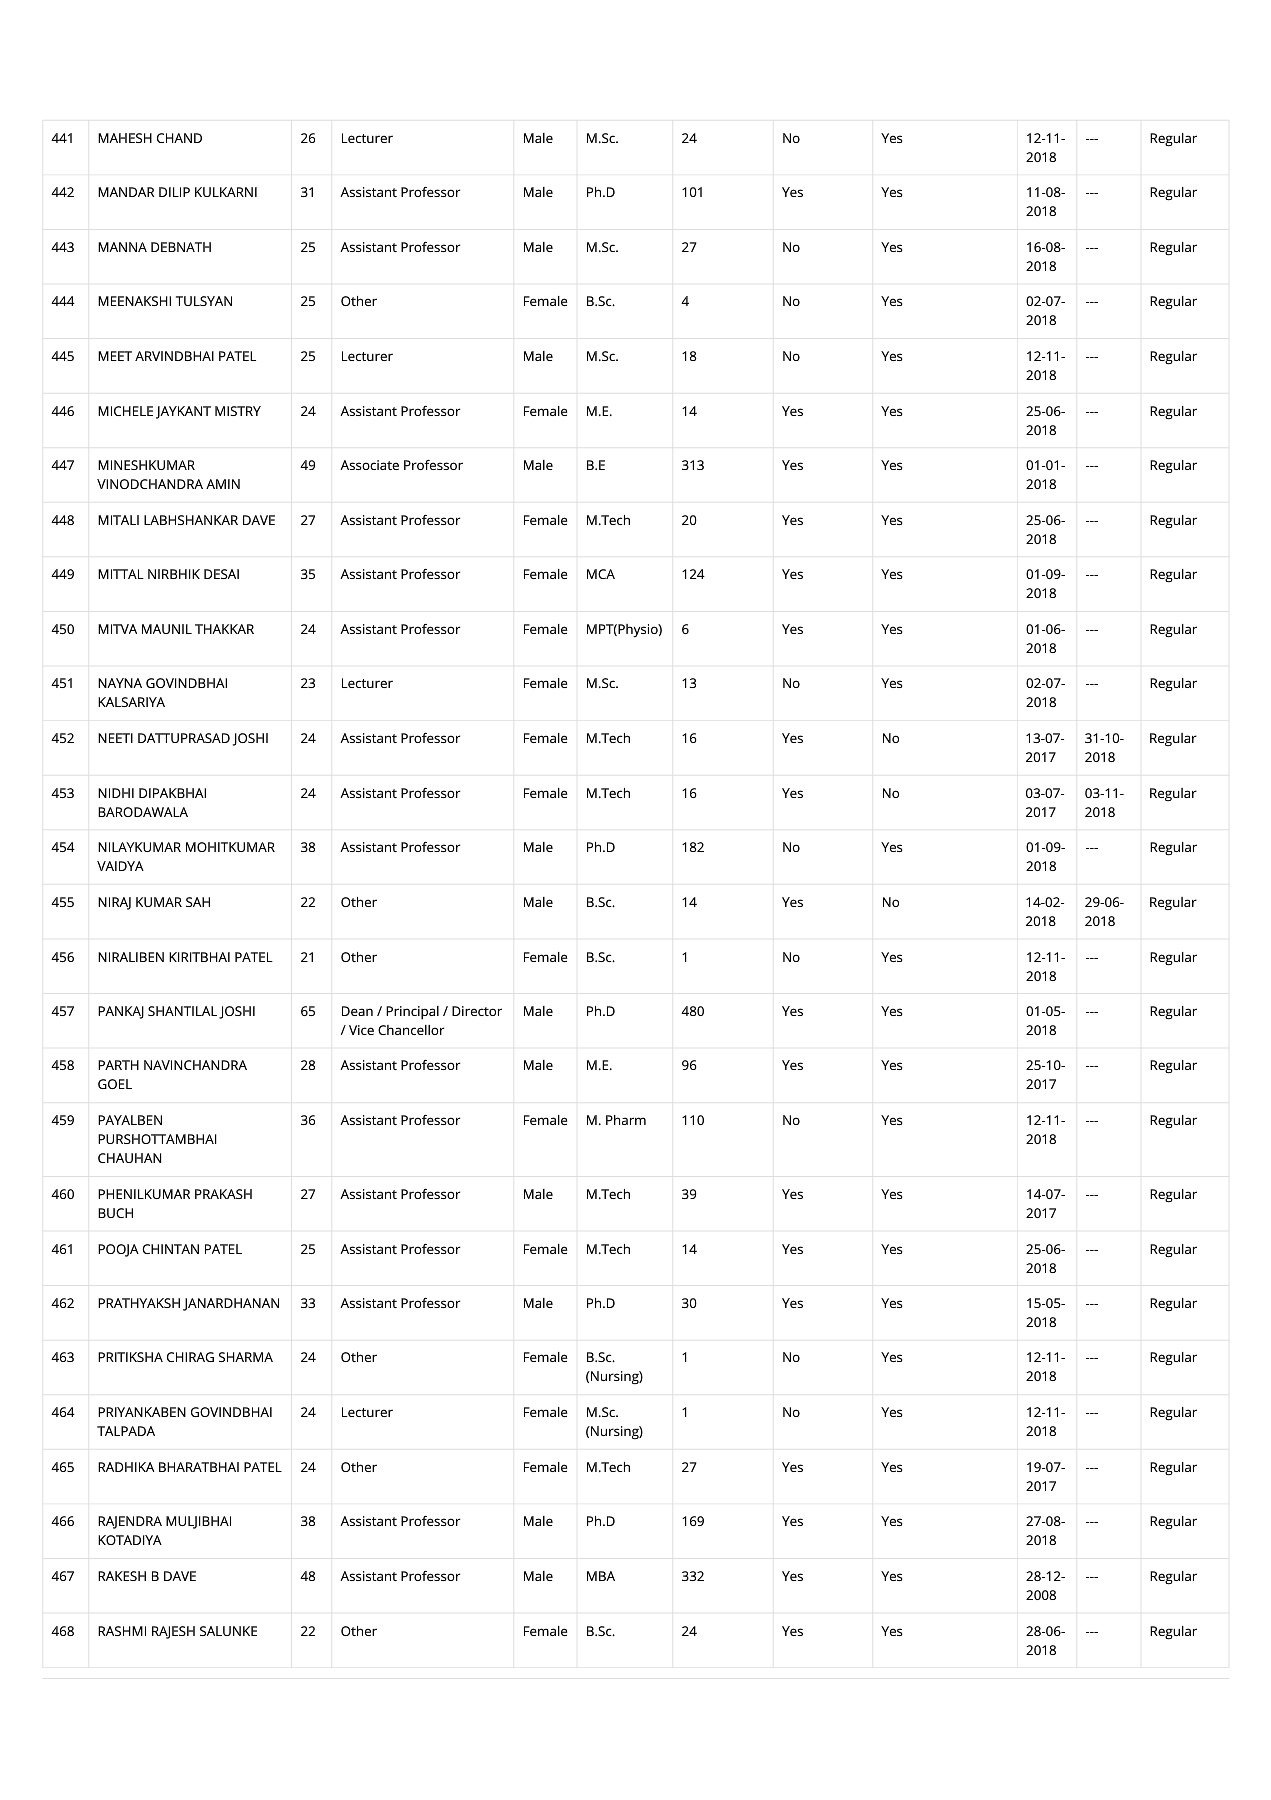 441 MAHESH CHAND 26 Lecturer Male M.Sc. 24 No Yes 12-11- --- Regular
2018
442 MANDAR DILIP KULKARNI 31 Assistant Professor Male Ph.D 101 Yes Yes 11-08- --- Regular
2018
443 MANNA DEBNATH 25 Assistant Professor Male M.Sc. 27 No Yes 16-08- --- Regular
2018
444 MEENAKSHI TULSYAN 25 Other Female B.Sc. 4 No Yes 02-07- --- Regular
2018
445 MEET ARVINDBHAI PATEL 25 Lecturer Male M.Sc. 18 No Yes 12-11- --- Regular
2018
446 MICHELE JAYKANT MISTRY 24 Assistant Professor Female M.E. 14 Yes Yes 25-06- --- Regular
2018
447 MINESHKUMAR 49 Associate Professor Male B.E 313 Yes Yes 01-01- --- Regular
VINODCHANDRA AMIN 2018
448 MITALI LABHSHANKAR DAVE 27 Assistant Professor Female M.Tech 20 Yes Yes 25-06- --- Regular
2018
449 MITTAL NIRBHIK DESAI 35 Assistant Professor Female MCA 124 Yes Yes 01-09- --- Regular
2018
450 MITVA MAUNIL THAKKAR 24 Assistant Professor Female MPT(Physio) 6 Yes Yes 01-06- --- Regular
2018
451 NAYNA GOVINDBHAI 23 Lecturer Female M.Sc. 13 No Yes 02-07- --- Regular
KALSARIYA 2018
452 NEETI DATTUPRASAD JOSHI 24 Assistant Professor Female M.Tech 16 Yes No 13-07- 31-10- Regular
2017 2018
453 NIDHI DIPAKBHAI 24 Assistant Professor Female M.Tech 16 Yes No 03-07- 03-11- Regular
BARODAWALA 2017 2018
454 NILAYKUMAR MOHITKUMAR 38 Assistant Professor Male Ph.D 182 No Yes 01-09- --- Regular
VAIDYA 2018
455 NIRAJ KUMAR SAH 22 Other Male B.Sc. 14 Yes No 14-02- 29-06- Regular
2018 2018
456 NIRALIBEN KIRITBHAI PATEL 21 Other Female B.Sc. 1 No Yes 12-11- --- Regular
2018
457 PANKAJ SHANTILAL JOSHI 65 Dean / Principal / Director Male Ph.D 480 Yes Yes 01-05- --- Regular
/ Vice Chancellor 2018
458 PARTH NAVINCHANDRA 28 Assistant Professor Male M.E. 96 Yes Yes 25-10- --- Regular
GOEL 2017
459 PAYALBEN 36 Assistant Professor Female M. Pharm 110 No Yes 12-11- --- Regular
PURSHOTTAMBHAI 2018
CHAUHAN
460 PHENILKUMAR PRAKASH 27 Assistant Professor Male M.Tech 39 Yes Yes 14-07- --- Regular
BUCH 2017
461 POOJA CHINTAN PATEL 25 Assistant Professor Female M.Tech 14 Yes Yes 25-06- --- Regular
2018
462 PRATHYAKSH JANARDHANAN 33 Assistant Professor Male Ph.D 30 Yes Yes 15-05- --- Regular
2018
463 PRITIKSHA CHIRAG SHARMA 24 Other Female B.Sc. 1 No Yes 12-11- --- Regular
(Nursing) 2018
464 PRIYANKABEN GOVINDBHAI 24 Lecturer Female M.Sc. 1 No Yes 12-11- --- Regular
TALPADA (Nursing) 2018
465 RADHIKA BHARATBHAI PATEL 24 Other Female M.Tech 27 Yes Yes 19-07- --- Regular
2017
466 RAJENDRA MULJIBHAI 38 Assistant Professor Male Ph.D 169 Yes Yes 27-08- --- Regular
KOTADIYA 2018
467 RAKESH B DAVE 48 Assistant Professor Male MBA 332 Yes Yes 28-12- --- Regular
2008
468 RASHMI RAJESH SALUNKE 22 Other Female B.Sc. 24 Yes Yes 28-06- --- Regular
2018